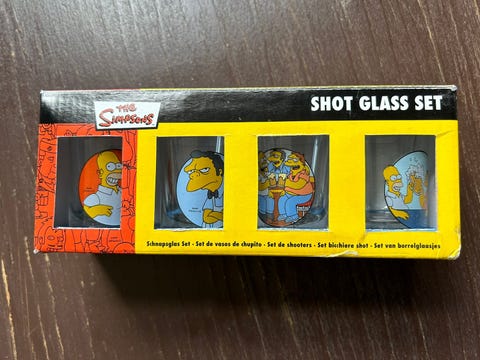 THE
SIMPSONS
SHOT GLASS SET
Schnapsglas Set - Set de vasos de chupito - Set de shooters - Set bicchiere shot - Set van borrelglaasjes